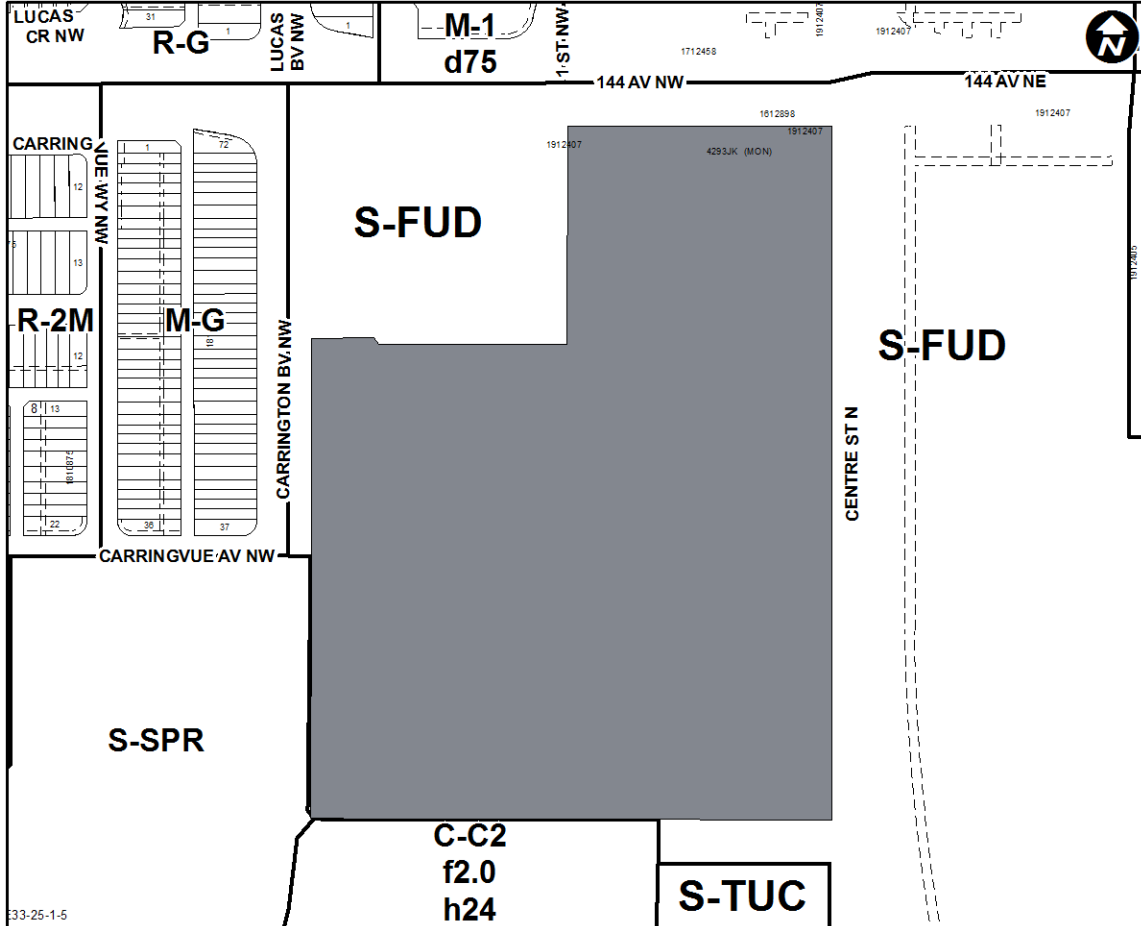 LUCAS
CR NW
31
1
R-G
LUCAS
BV NW
1
M-1
d75
1 ST NW
1712458
1912407
1912407
N
144 AV NW
144 AV NE
1612898
1912407
1912407
1912407
4293JK (MON)
CARRING
VUE WY NW
1
72
12
S-FUD
13
1912405
R-2M
M-G
18
12
S-FUD
8
13
CARRINGTON BV NW
CENTRE ST N
1810875
22
36
37
CARRINGVUE AV NW
S-SPR
C-C2
f2.0
h24
S-TUC
E33-25-1-5